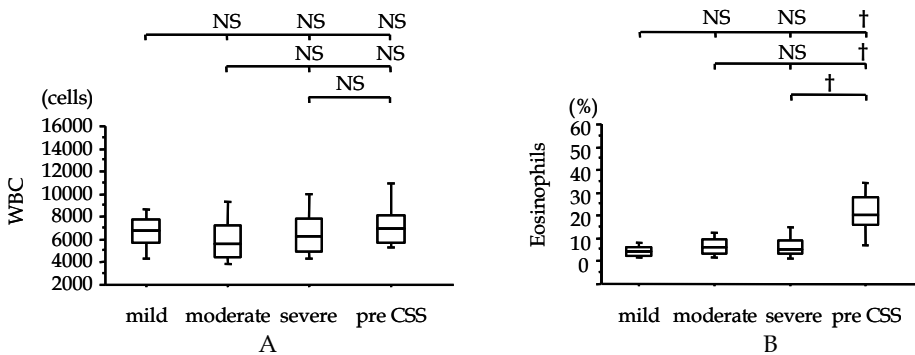 NS NS NS
NS NS
NS
(cells)
16000
14000
12000
10000
8000
6000
4000
2000
WBC
mild moderate severe pre CSS
A
NS NS †
NS †
†
(%)
60
50
40
30
20
10
0
Eosinophils
mild moderate severe pre CSS
B